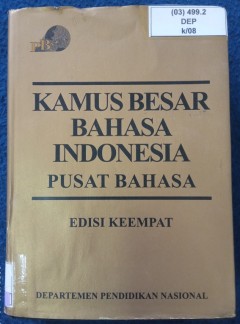 (03) 499.2
DEP
k/08
KAMUS BESAR
BAHASA
INDONESIA
PUSAT BAHASA
EDISI KEEMPAT
DEPARTEMEN PENDIDIKAN NASIONAL